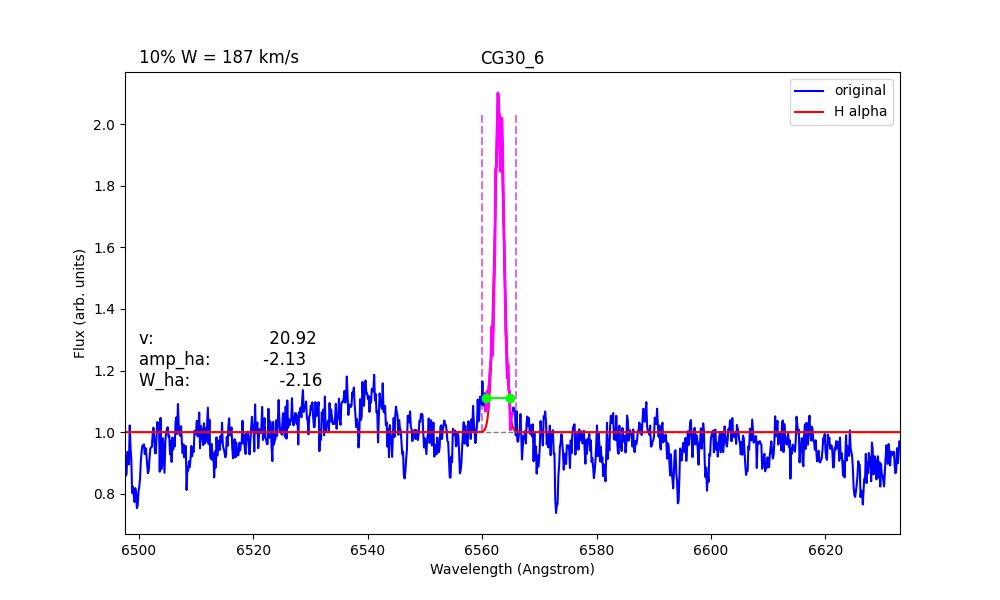 10% W = 187 km/s
CG30_6
original
H alpha
2.0
1.8
1.6
1.4
1.2
1.0
0.8
Flux (arb. units)
v: 20.92
amp_ha: -2.13
W_ha: -2.16
6500 6520 6540 6560 6580 6600 6620
Wavelength (Angstrom)